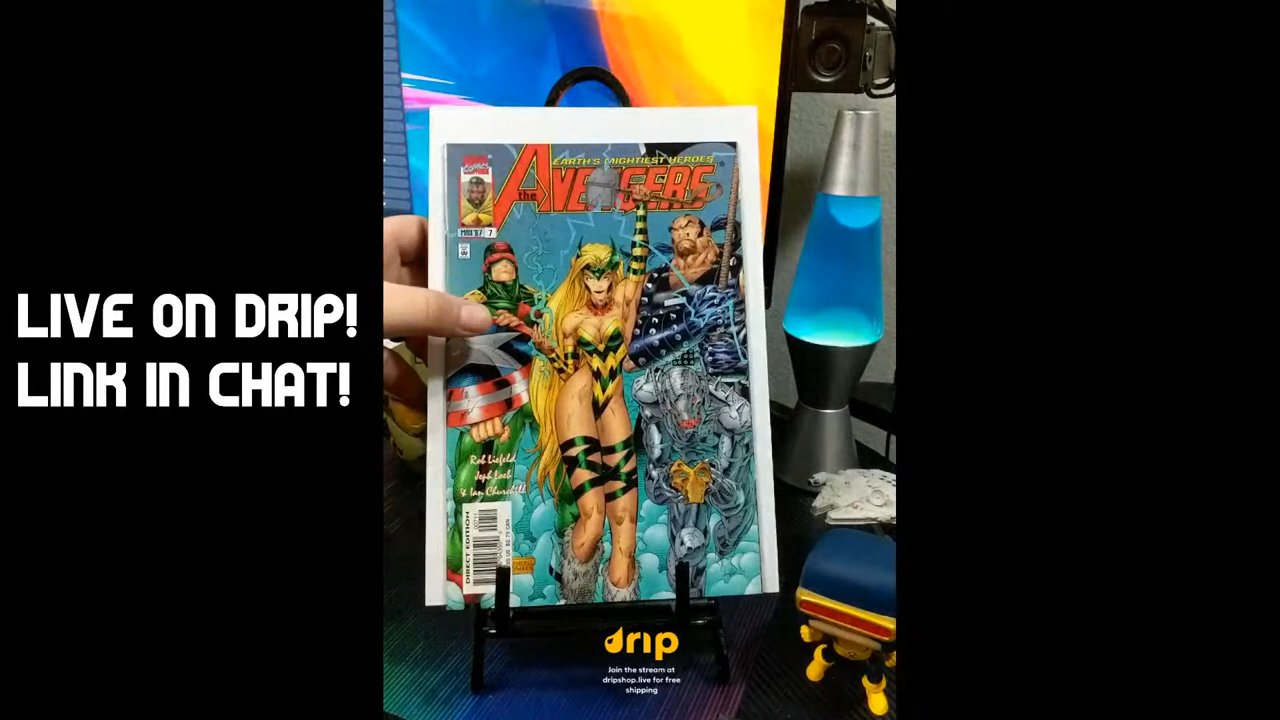 LIVE ON DRIP!
LINK IN CHAT!
EARTH'S MIGHTIEST HEROES
the AVENGERS
MAR '97 7
Rob Liefeld
Jeph Loeb
& Ian Churchill
DIRECT EDITION
drip
Join the stream at
dripshop.live for free
shipping